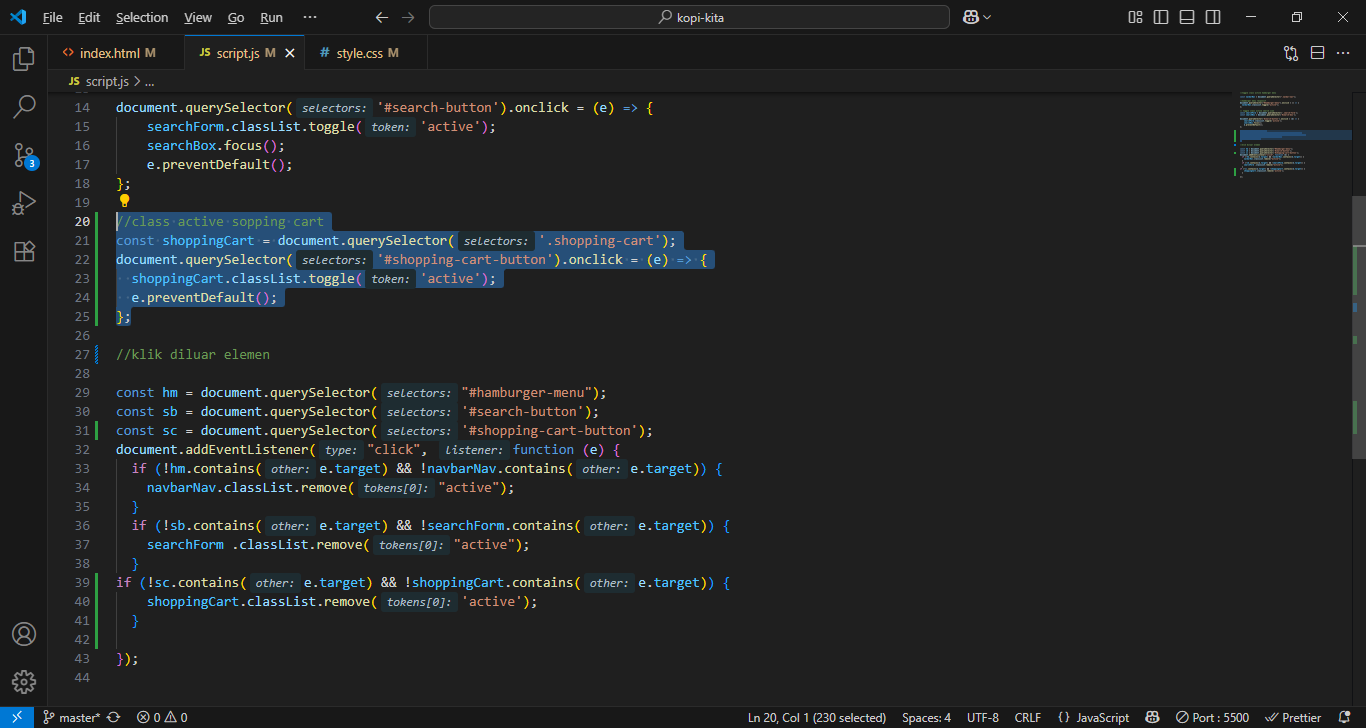 File Edit Selection View Go Run ··· kopi-kita
index.html M JS script.js M # style.css M
JS script.js > ...
14 document.querySelector( selectors: '#search-button').onclick = (e) => {
15 searchForm.classList.toggle( token: 'active');
16 searchBox.focus();
17 e.preventDefault();
18 };
19
20 //class active sopping cart
21 const shoppingCart = document.querySelector( selectors: '.shopping-cart');
22 document.querySelector( selectors: '#shopping-cart-button').onclick = (e) => {
23 shoppingCart.classList.toggle( token: 'active');
24 e.preventDefault();
25 };
26
27 //klik diluar elemen
28
29 const hm = document.querySelector( selectors: "#hamburger-menu");
30 const sb = document.querySelector( selectors: '#search-button');
31 const sc = document.querySelector( selectors: '#shopping-cart-button');
32 document.addEventListener( type: "click", listener: function (e) {
33 if (!hm.contains( other: e.target) && !navbarNav.contains( other: e.target)) {
34 navbarNav.classList.remove( tokens[0]: "active");
35 }
36 if (!sb.contains( other: e.target) && !searchForm.contains( other: e.target)) {
37 searchForm .classList.remove( tokens[0]: "active");
38 }
39 if (!sc.contains( other: e.target) && !shoppingCart.contains( other: e.target)) {
40 shoppingCart.classList.remove( tokens[0]: 'active');
41 }
42
43 });
44
3
master* 0 0 Ln 20, Col 1 (230 selected) Spaces: 4 UTF-8 CRLF {} JavaScript Port : 5500 Prettier